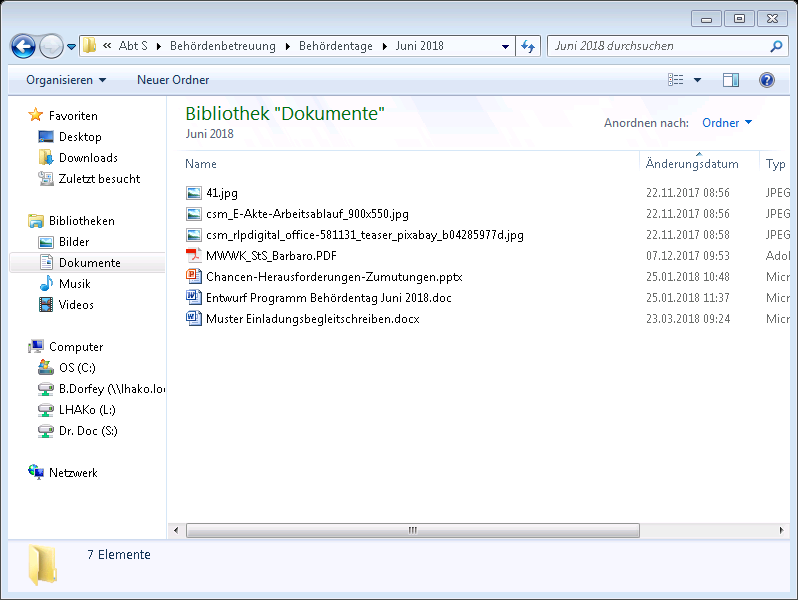 « Abt S ▸ Behördenbetreuung ▸ Behördentage ▸ Juni 2018
Juni 2018 durchsuchen
Organisieren
Neuer Ordner
Favoriten
Desktop
Downloads
Zuletzt besucht
Bibliotheken
Bilder
Dokumente
Musik
Videos
Computer
OS (C:)
B.Dorfey (\\lhako.lo
LHAKo (L:)
Dr. Doc (S:)
Netzwerk
Bibliothek "Dokumente"
Juni 2018
Anordnen nach: Ordner
Name Änderungsdatum Typ
41.jpg 22.11.2017 08:56 JPEG
csm_E-Akte-Arbeitsablauf_900x550.jpg 22.11.2017 08:56 JPEG
csm_rlpdigital_office-581131_teaser_pixabay_b04285977d.jpg 22.11.2017 08:58 JPEG
MWWK_StS_Barbaro.PDF 07.12.2017 09:53 Ado
Chancen-Herausforderungen-Zumutungen.pptx 25.01.2018 10:48 Micr
Entwurf Programm Behördentag Juni 2018.doc 25.01.2018 11:37 Micr
Muster Einladungsbegleitschreiben.docx 23.03.2018 09:24 Micr
7 Elemente